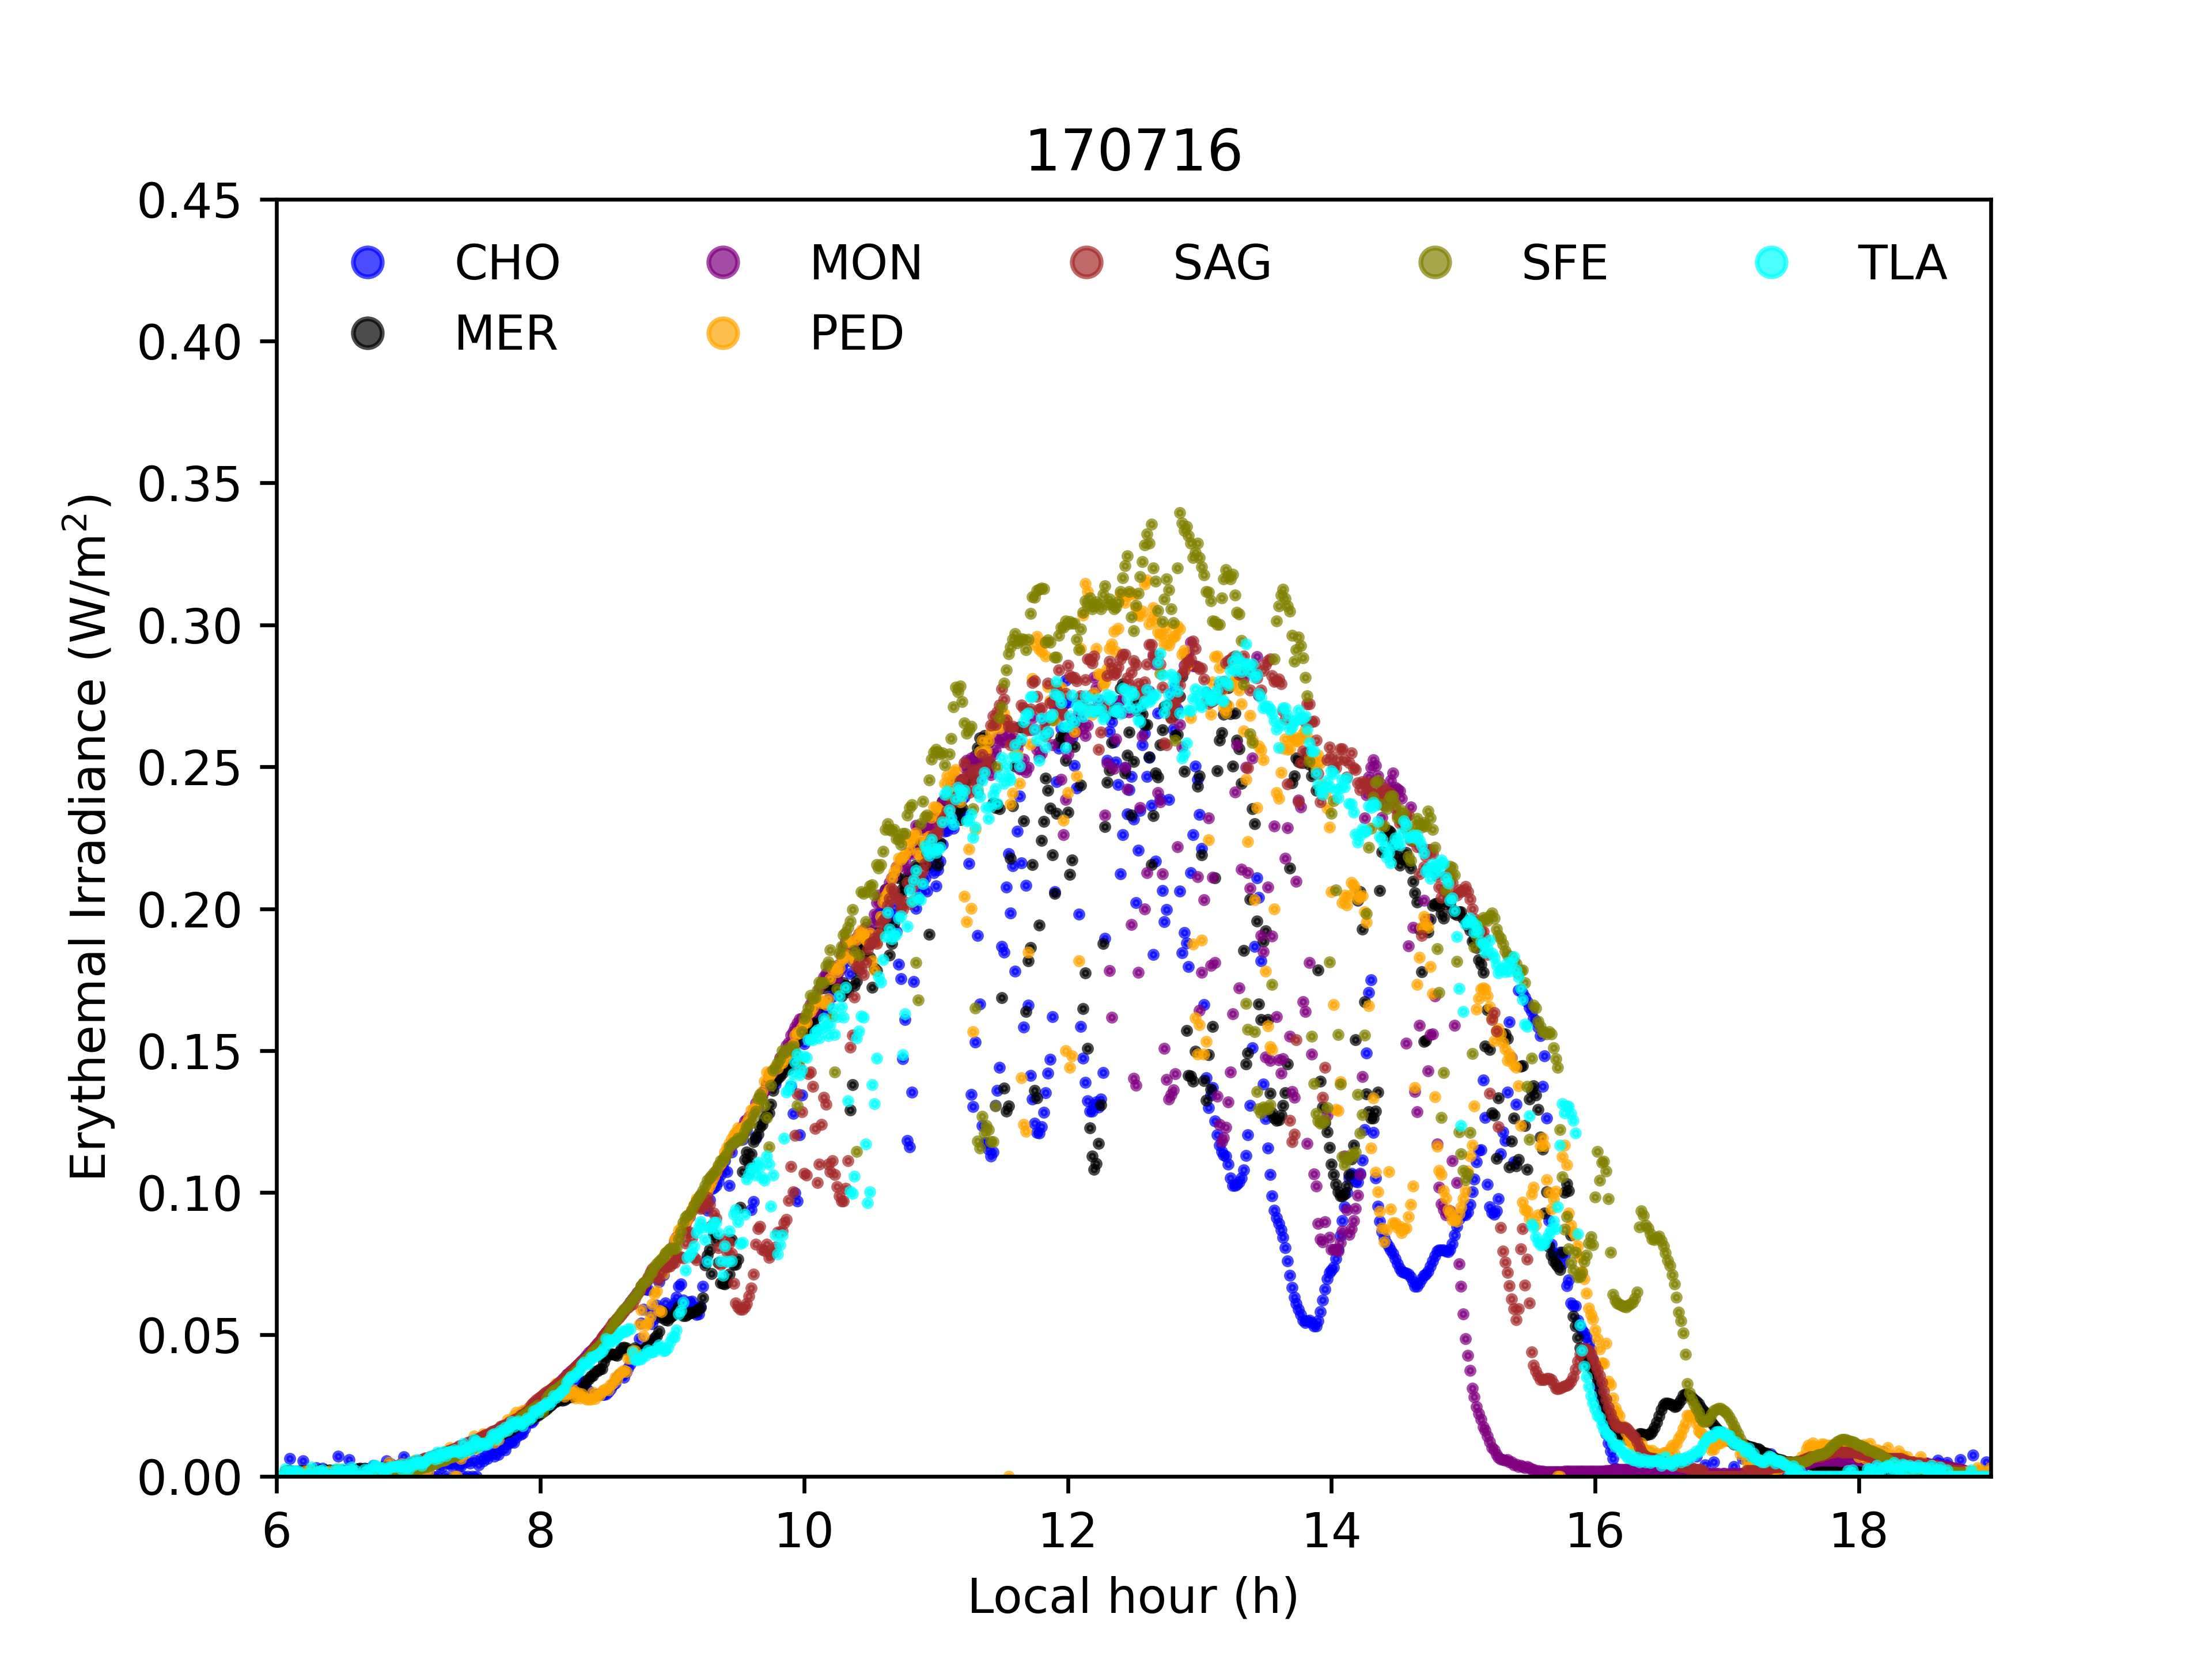 170716
0.45
0.40
0.35
0.30
0.25
0.20
0.15
0.10
0.05
0.00
Erythemal Irradiance (W/m²)
CHO MON SAG SFE TLA
MER PED
6 8 10 12 14 16 18
Local hour (h)